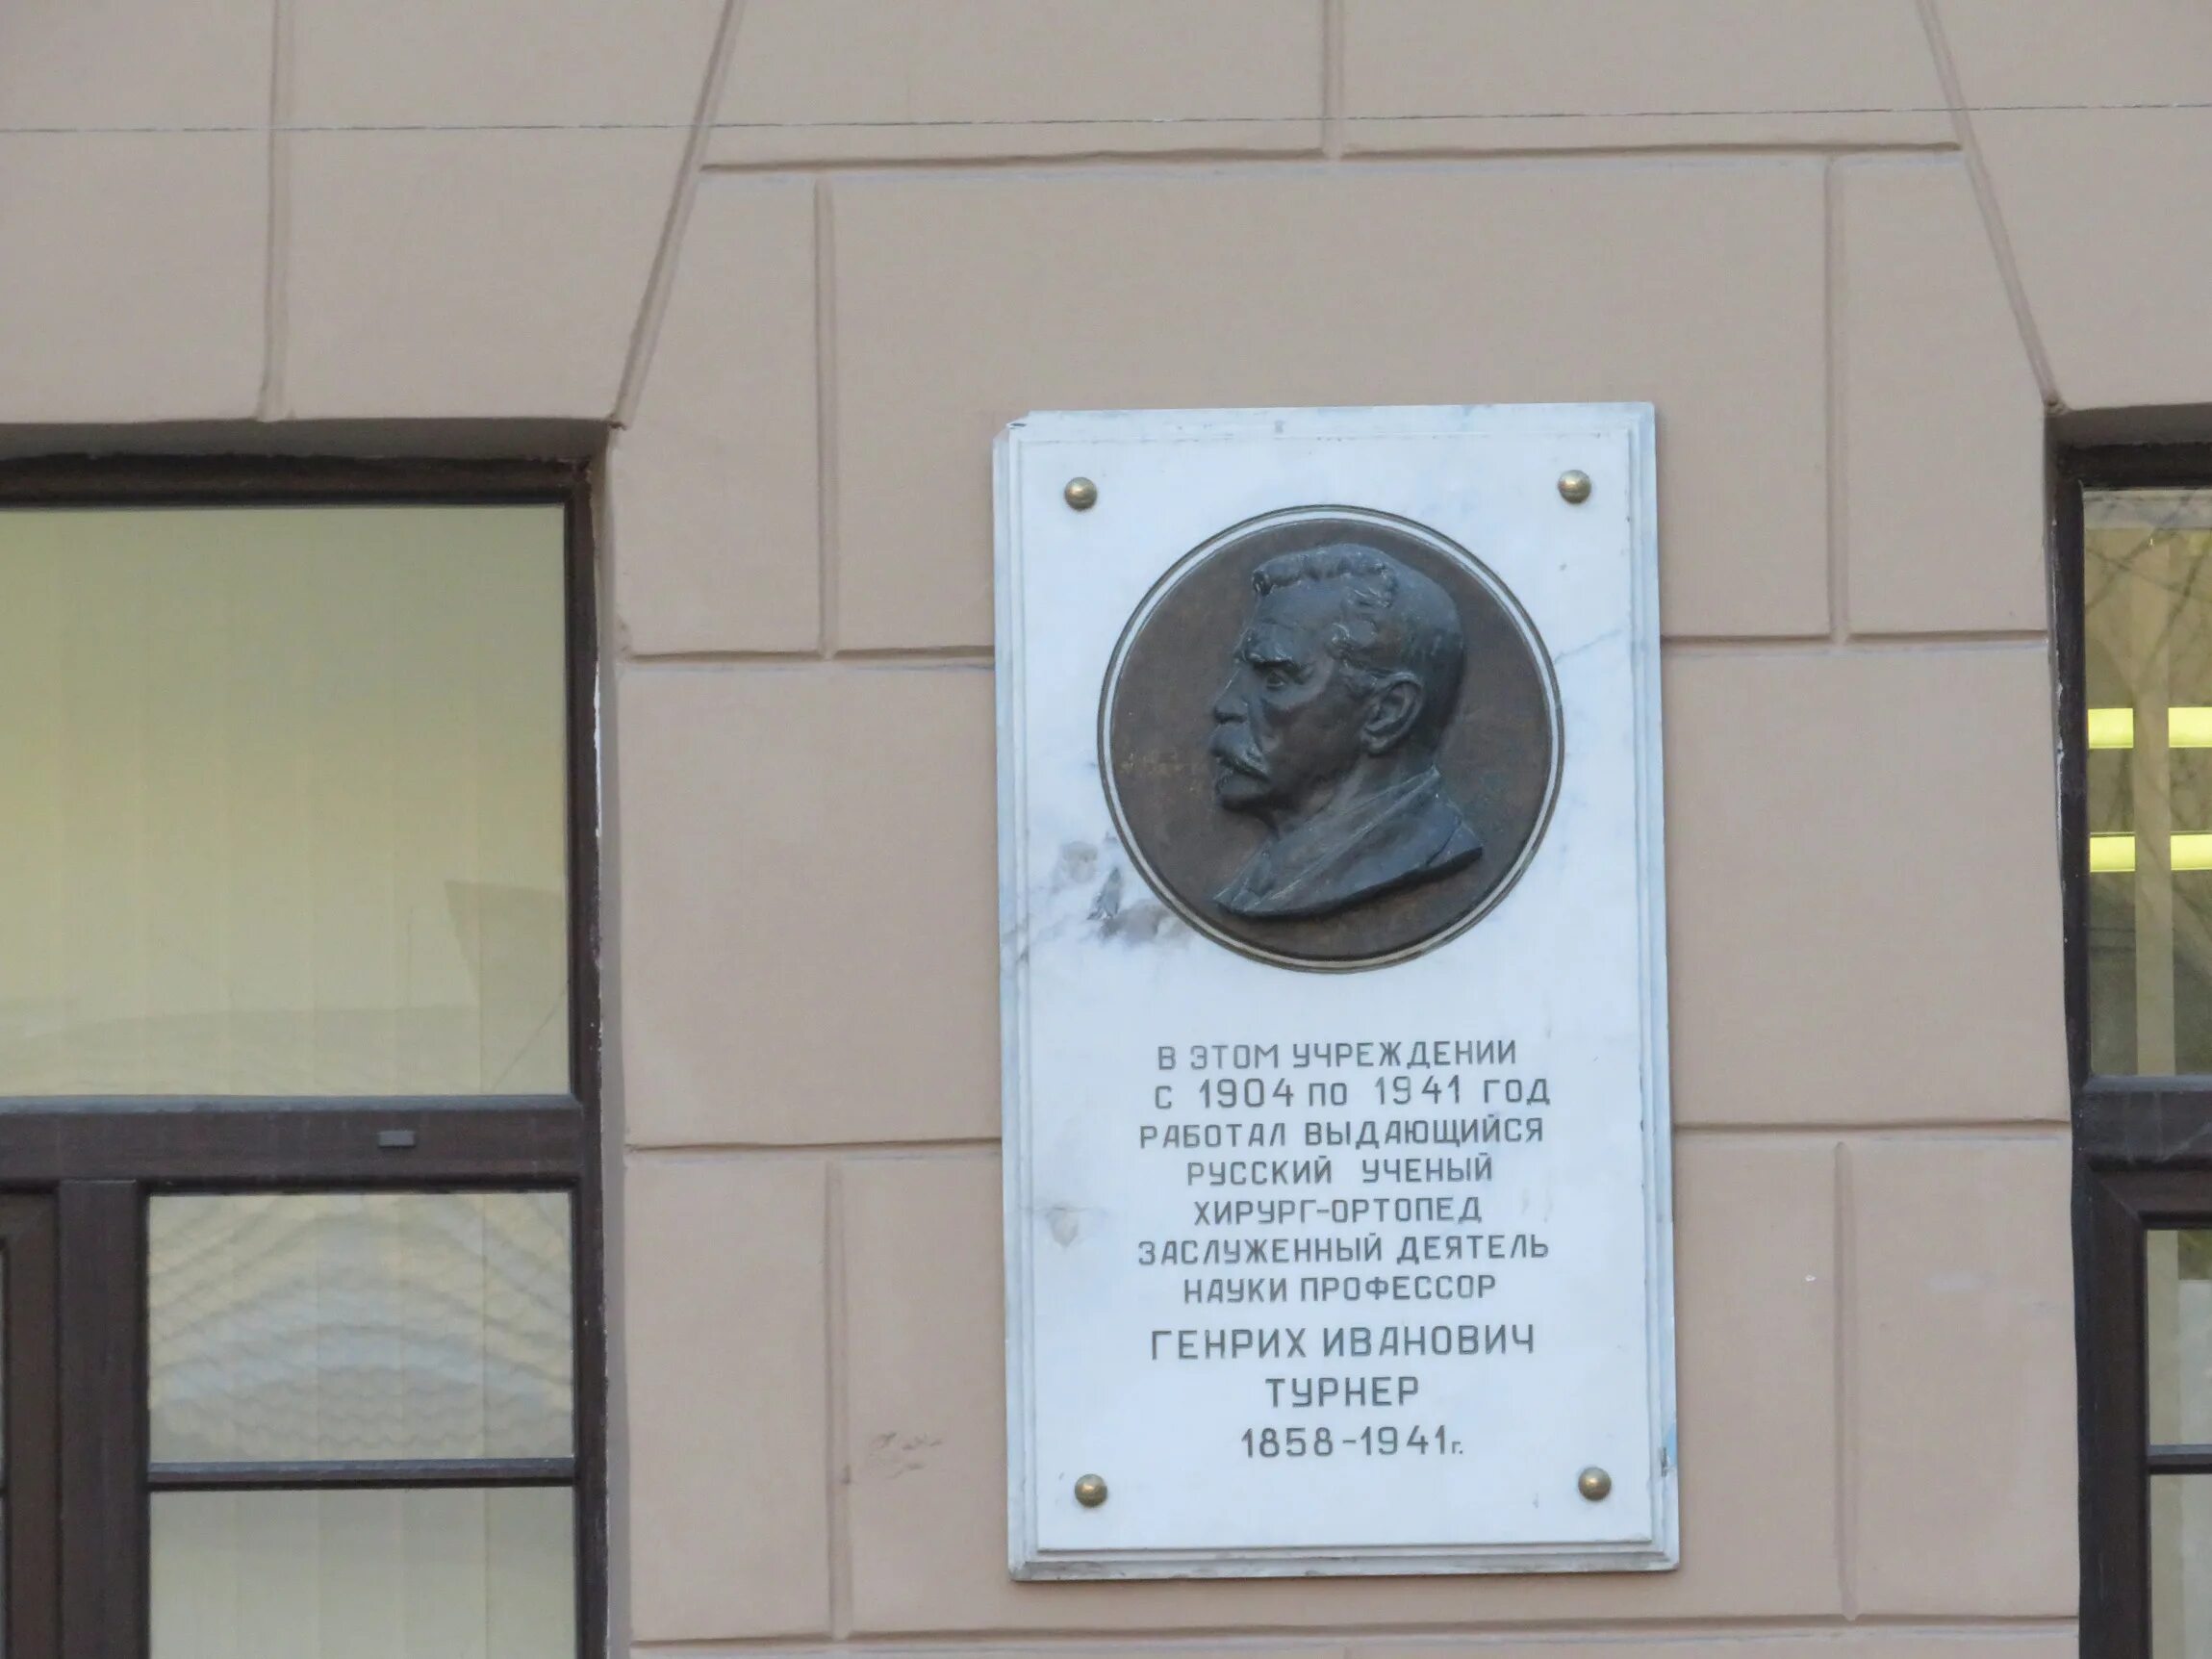 В ЭТОМ УЧРЕЖДЕНИИ
С 1904 ПО 1941 ГОД
РАБОТАЛ ВЫДАЮЩИЙСЯ
РУССКИЙ УЧЕНЫЙ
ХИРУРГ-ОРТОПЕД
ЗАСЛУЖЕННЫЙ ДЕЯТЕЛЬ
НАУКИ ПРОФЕССОР
ГЕНРИХ ИВАНОВИЧ
ТУРНЕР
1858-1941г.